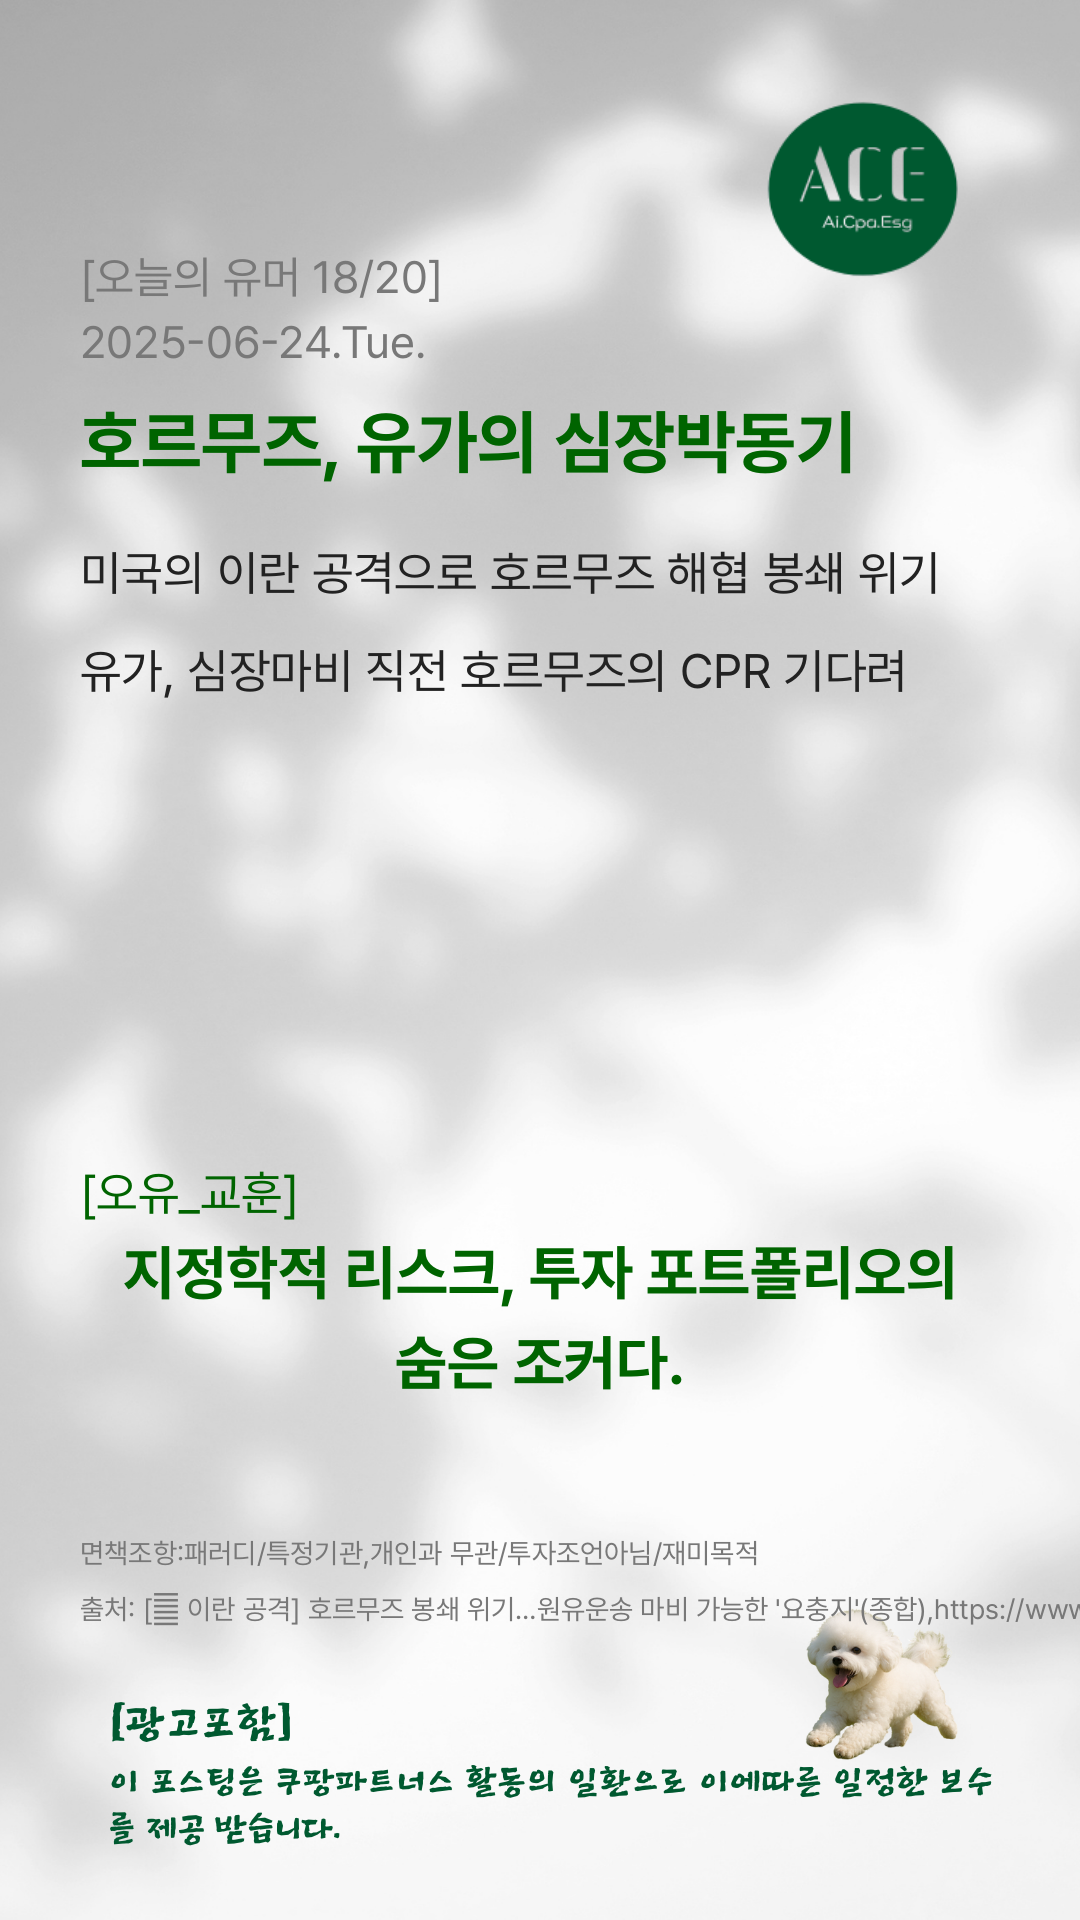 ACE
Ai.Cpa.Esg
[오늘의 유머 18/20]
2025-06-24.Tue.
호르무즈, 유가의 심장박동기
미국의 이란 공격으로 호르무즈 해협 봉쇄 위기
유가, 심장마비 직전 호르무즈의 CPR 기다려
[오유_교훈]
지정학적 리스크, 투자 포트폴리오의
숨은 조커다.
면책조항:패러디/특정기관,개인과 무관/투자조언아님/재미목적
출처: [ 이란 공격] 호르무즈 봉쇄 위기…원유운송 마비 가능한 '요충지'(종합),https://www
[광고포함]
이 포스팅은 쿠팡파트너스 활동의 일환으로 이에따른 일정한 보수
를 제공 받습니다.